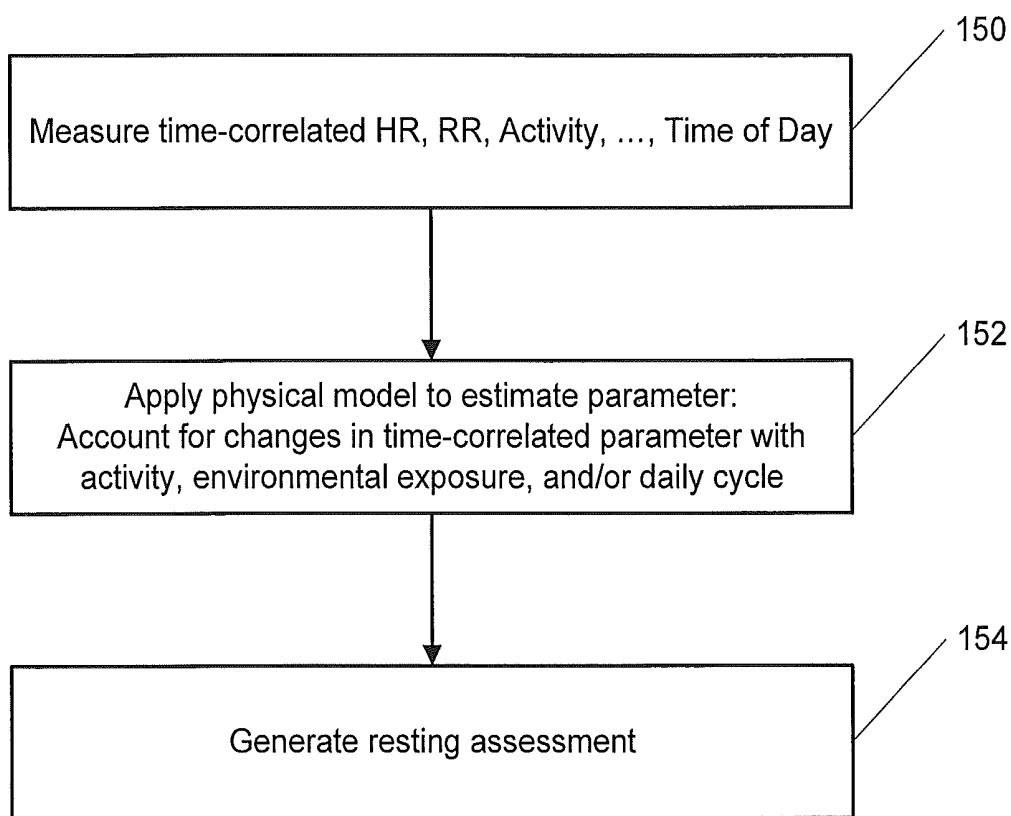 150
Measure time-correlated HR, RR, Activity, ..., Time of Day
152
Apply physical model to estimate parameter:
Account for changes in time-correlated parameter with
activity, environmental exposure, and/or daily cycle
154
Generate resting assessment